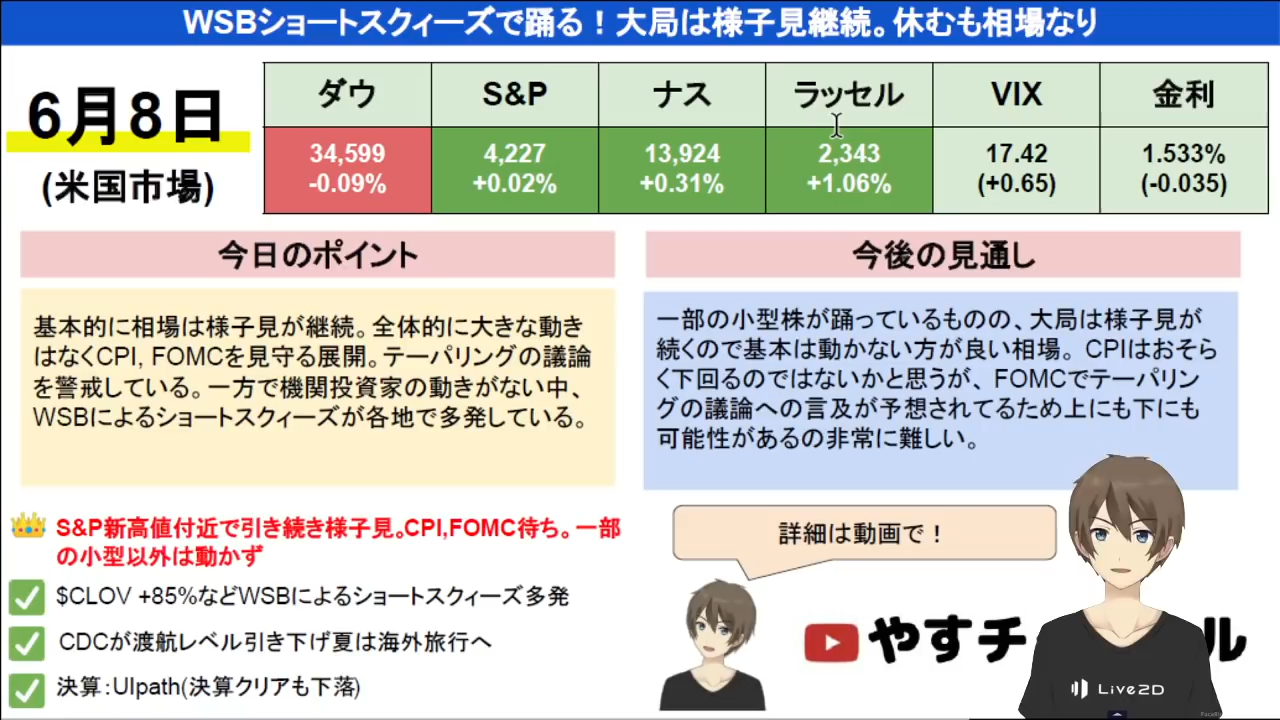 WSBショートスクィーズで踊る！大局は様子見継続。休むも相場なり
6月8日
(米国市場)
ダウ S&P ナス ラッセル VIX 金利
34,599 4,227 13,924 2,343 17.42 1.533%
-0.09% +0.02% +0.31% +1.06% (+0.65) (-0.035)
今日のポイント
基本的に相場は様子見が継続。全体的に大きな動き
はなくCPI, FOMCを見守る展開。テーパリングの議論
を警戒している。一方で機関投資家の動きがない中、
WSBによるショートスクィーズが各地で多発している。
今後の見通し
一部の小型株が踊っているものの、大局は様子見が
続くので基本は動かない方が良い相場。CPIはおそら
く下回るのではないかと思うが、FOMCでテーパリン
グの議論への言及が予想されてるため上にも下にも
可能性があるの非常に難しい。
S&P新高値付近で引き続き様子見。CPI,FOMC待ち。一部
の小型以外は動かず
$CLOV +85%などWSBによるショートスクィーズ多発
CDCが渡航レベル引き下げ夏は海外旅行へ
決算：UIpath(決算クリアも下落)
詳細は動画で！
やすチ ル
Live2D